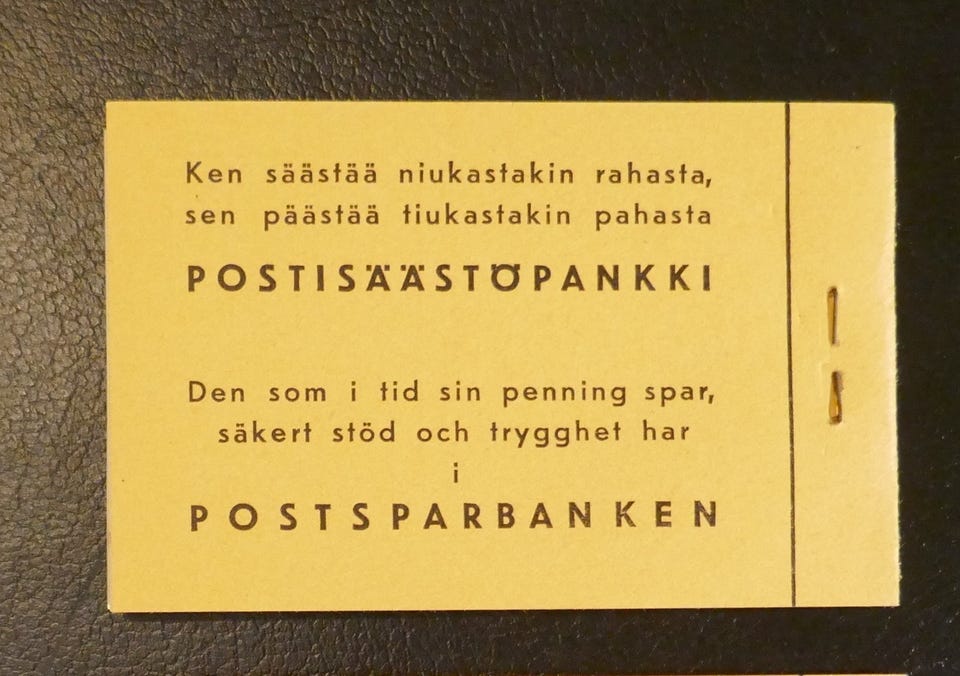 Ken säästää niukastakin rahasta,
sen päästää tiukastakin pahasta
POSTISÄÄSTÖPANKKI
Den som i tid sin penning spar,
säkert stöd och trygghet har
i
POSTSPARBANKEN